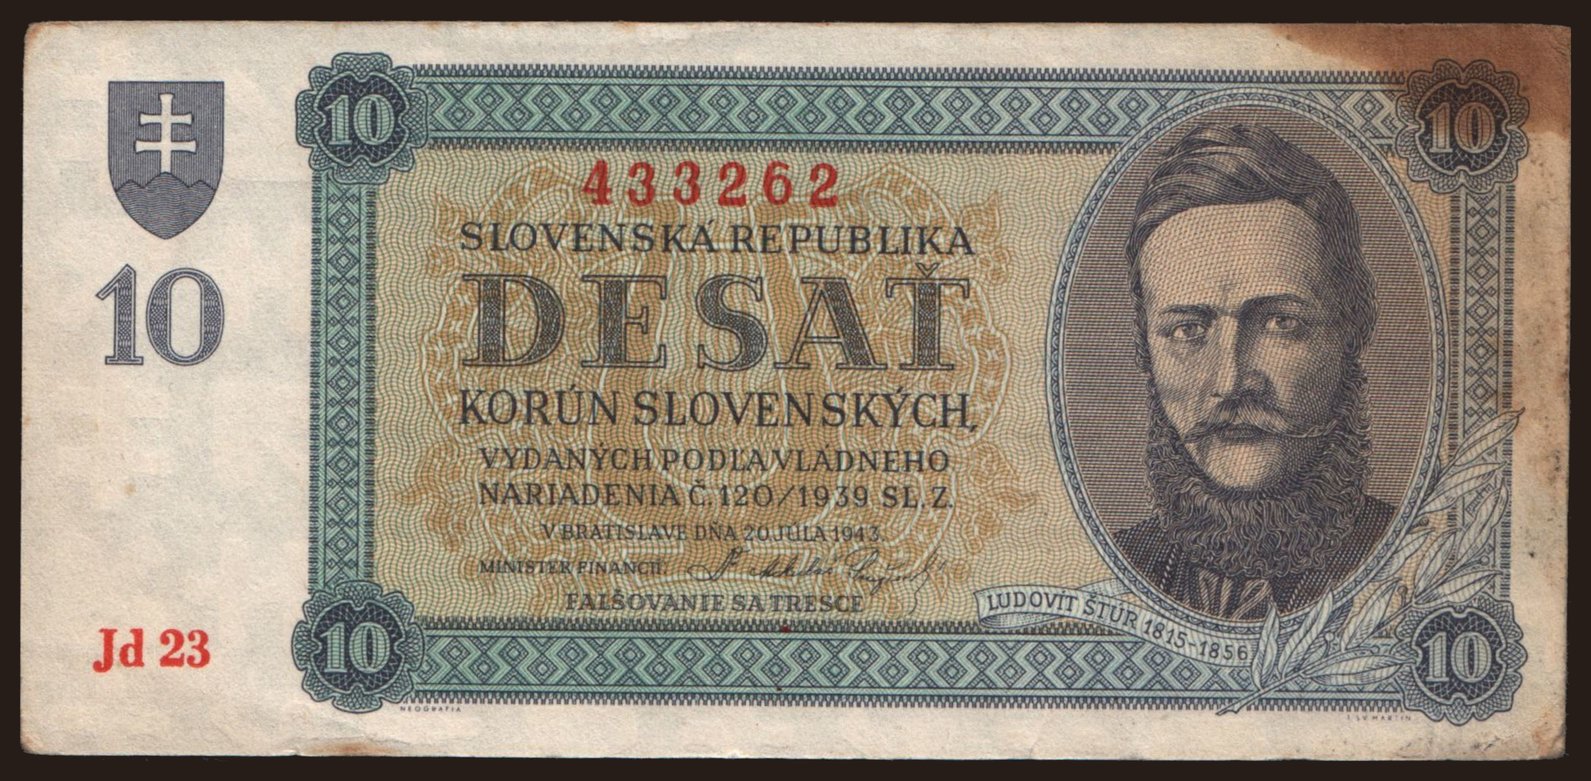 10
10
433262
SLOVENSKÁ REPUBLIKA
10
DESAŤ
KORÚN SLOVENSKÝCH,
VYDANÝCH PODĽA VLÁDNEHO
NARIADENIA Č. 120/1939 SL. Z.
V BRATISLAVE DŇA 20. JÚLA 1943.
MINISTER FINANCIÍ:
FALŠOVANIE SA TRESCE
ĽUDOVÍT ŠTÚR 1815-1856
Jd 23
10
10
NEOGRAFIA
MARTIN